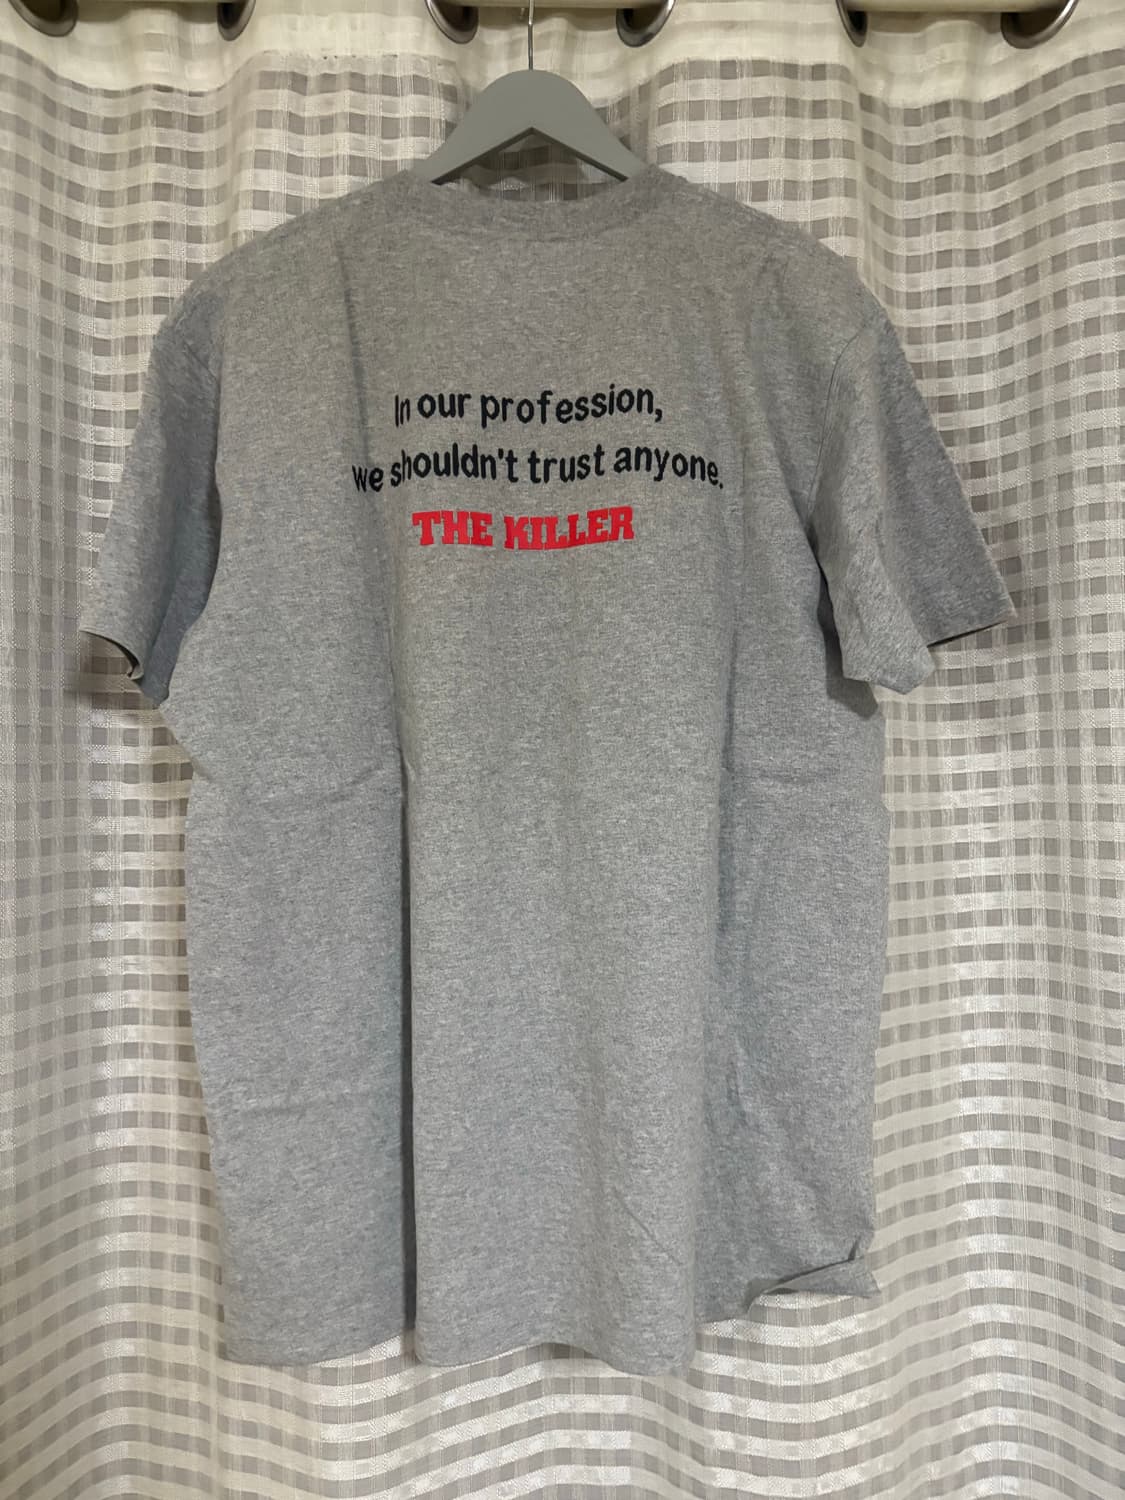 In our profession,
we shouldn't trust anyone.
THE KILLER